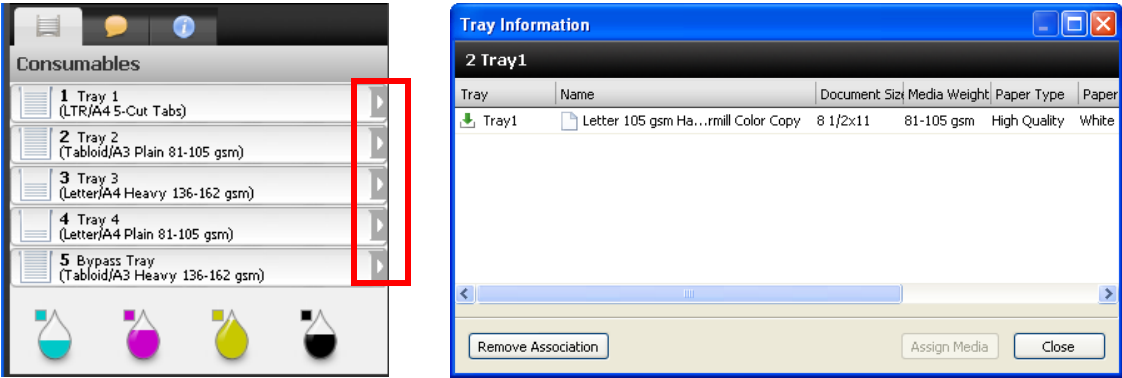 Consumables
1 Tray 1
(LTR/A4 5-Cut Tabs)
2 Tray 2
(Tabloid/A3 Plain 81-105 gsm)
3 Tray 3
(Letter/A4 Heavy 136-162 gsm)
4 Tray 4
(Letter/A4 Plain 81-105 gsm)
5 Bypass Tray
(Tabloid/A3 Heavy 136-162 gsm)
Tray Information
2 Tray1
Tray Name Document Size Media Weight Paper Type Paper
Tray1 Letter 105 gsm Ha...rmill Color Copy 8 1/2x11 81-105 gsm High Quality White
Remove Association Assign Media Close